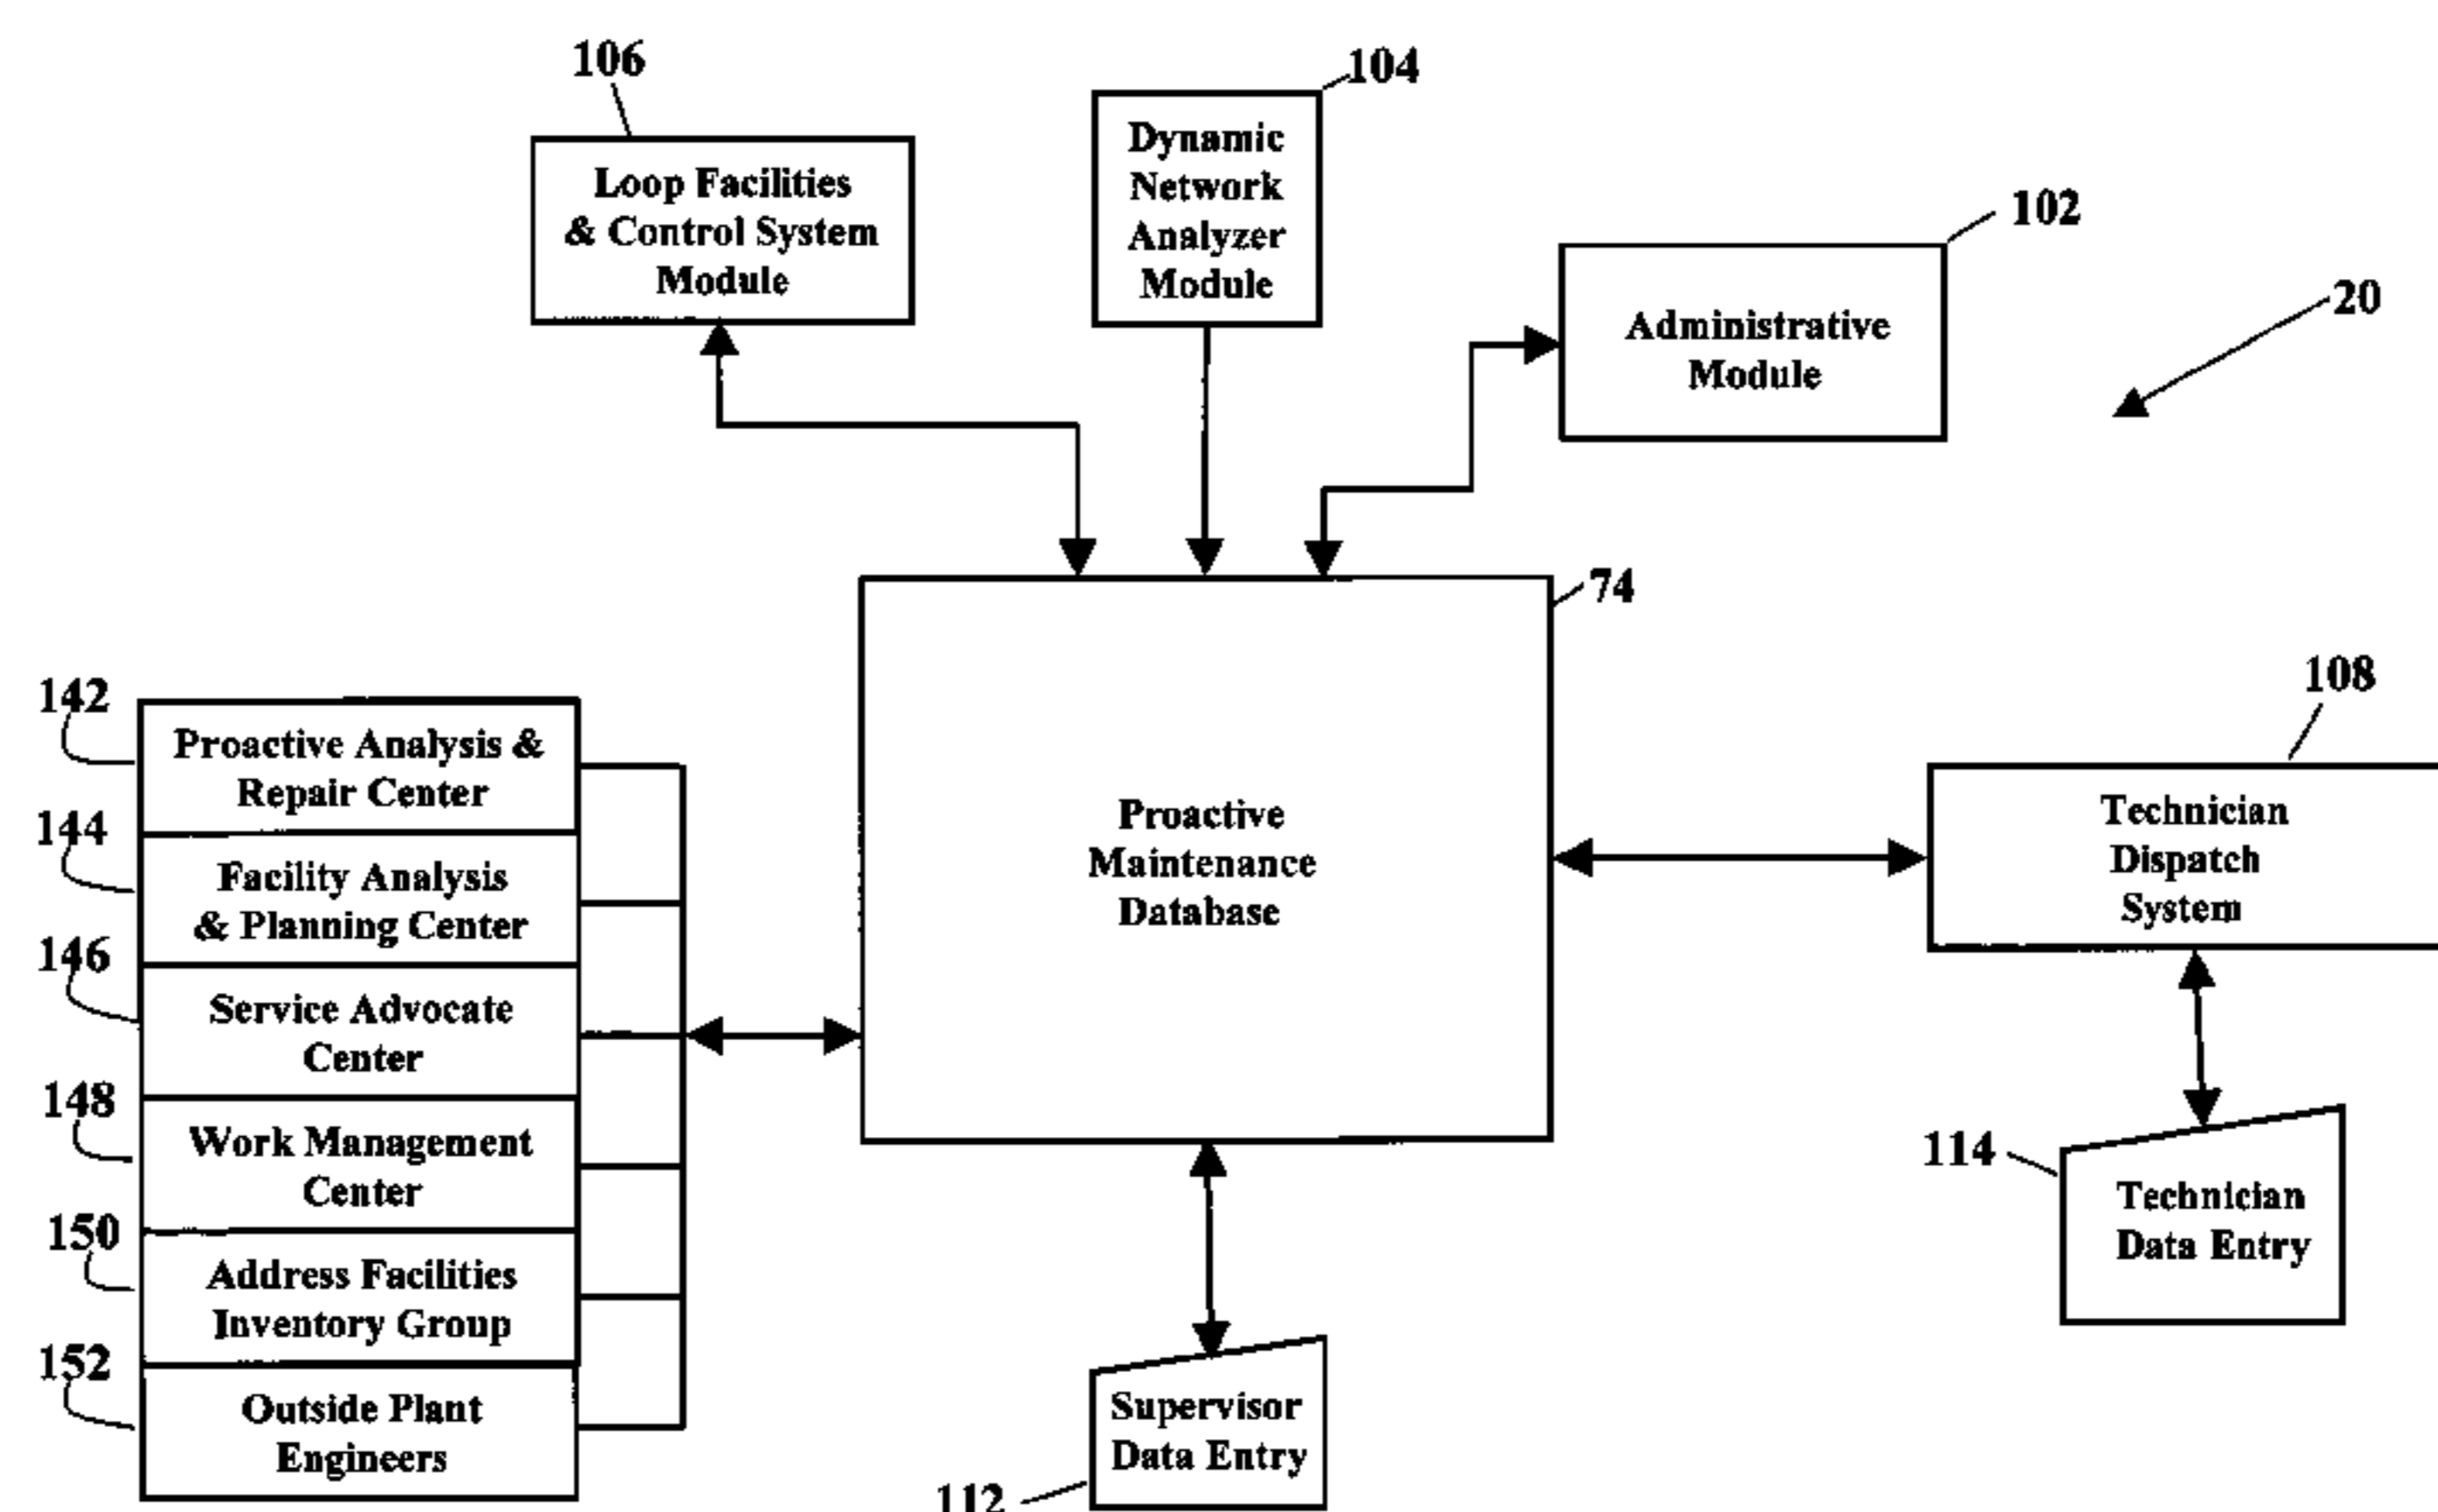 106
104
Loop Facilities
& Control System
Module
Dynamic
Network
Analyzer
Module
102
Administrative
Module
20
74
Proactive
Maintenance
Database
108
Technician
Dispatch
System
114
Technician
Data Entry
142
Proactive Analysis &
Repair Center
144
Facility Analysis
& Planning Center
146
Service Advocate
Center
148
Work Management
Center
150
Address Facilities
Inventory Group
152
Outside Plant
Engineers
Supervisor
Data Entry
112